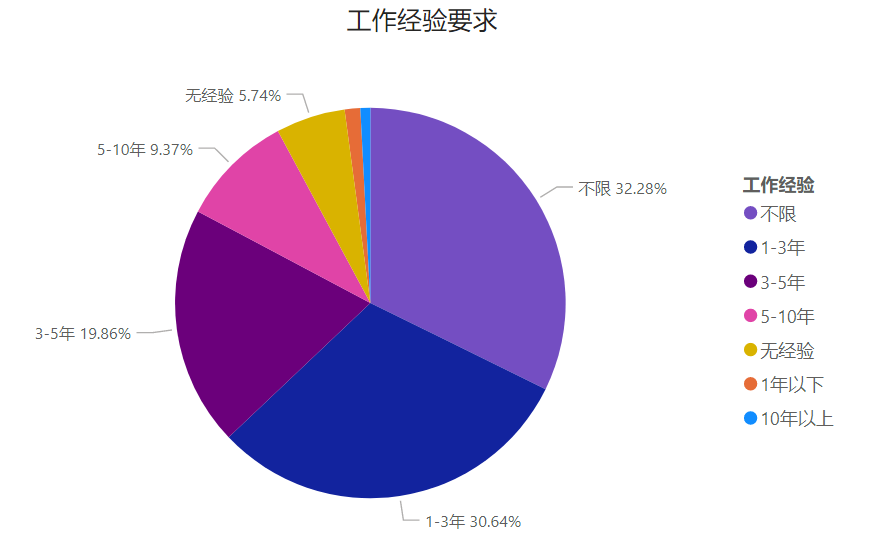 工作经验要求
无经验 5.74%
5-10年 9.37%
不限 32.28%
3-5年 19.86%
1-3年 30.64%
工作经验
不限
1-3年
3-5年
5-10年
无经验
1年以下
10年以上